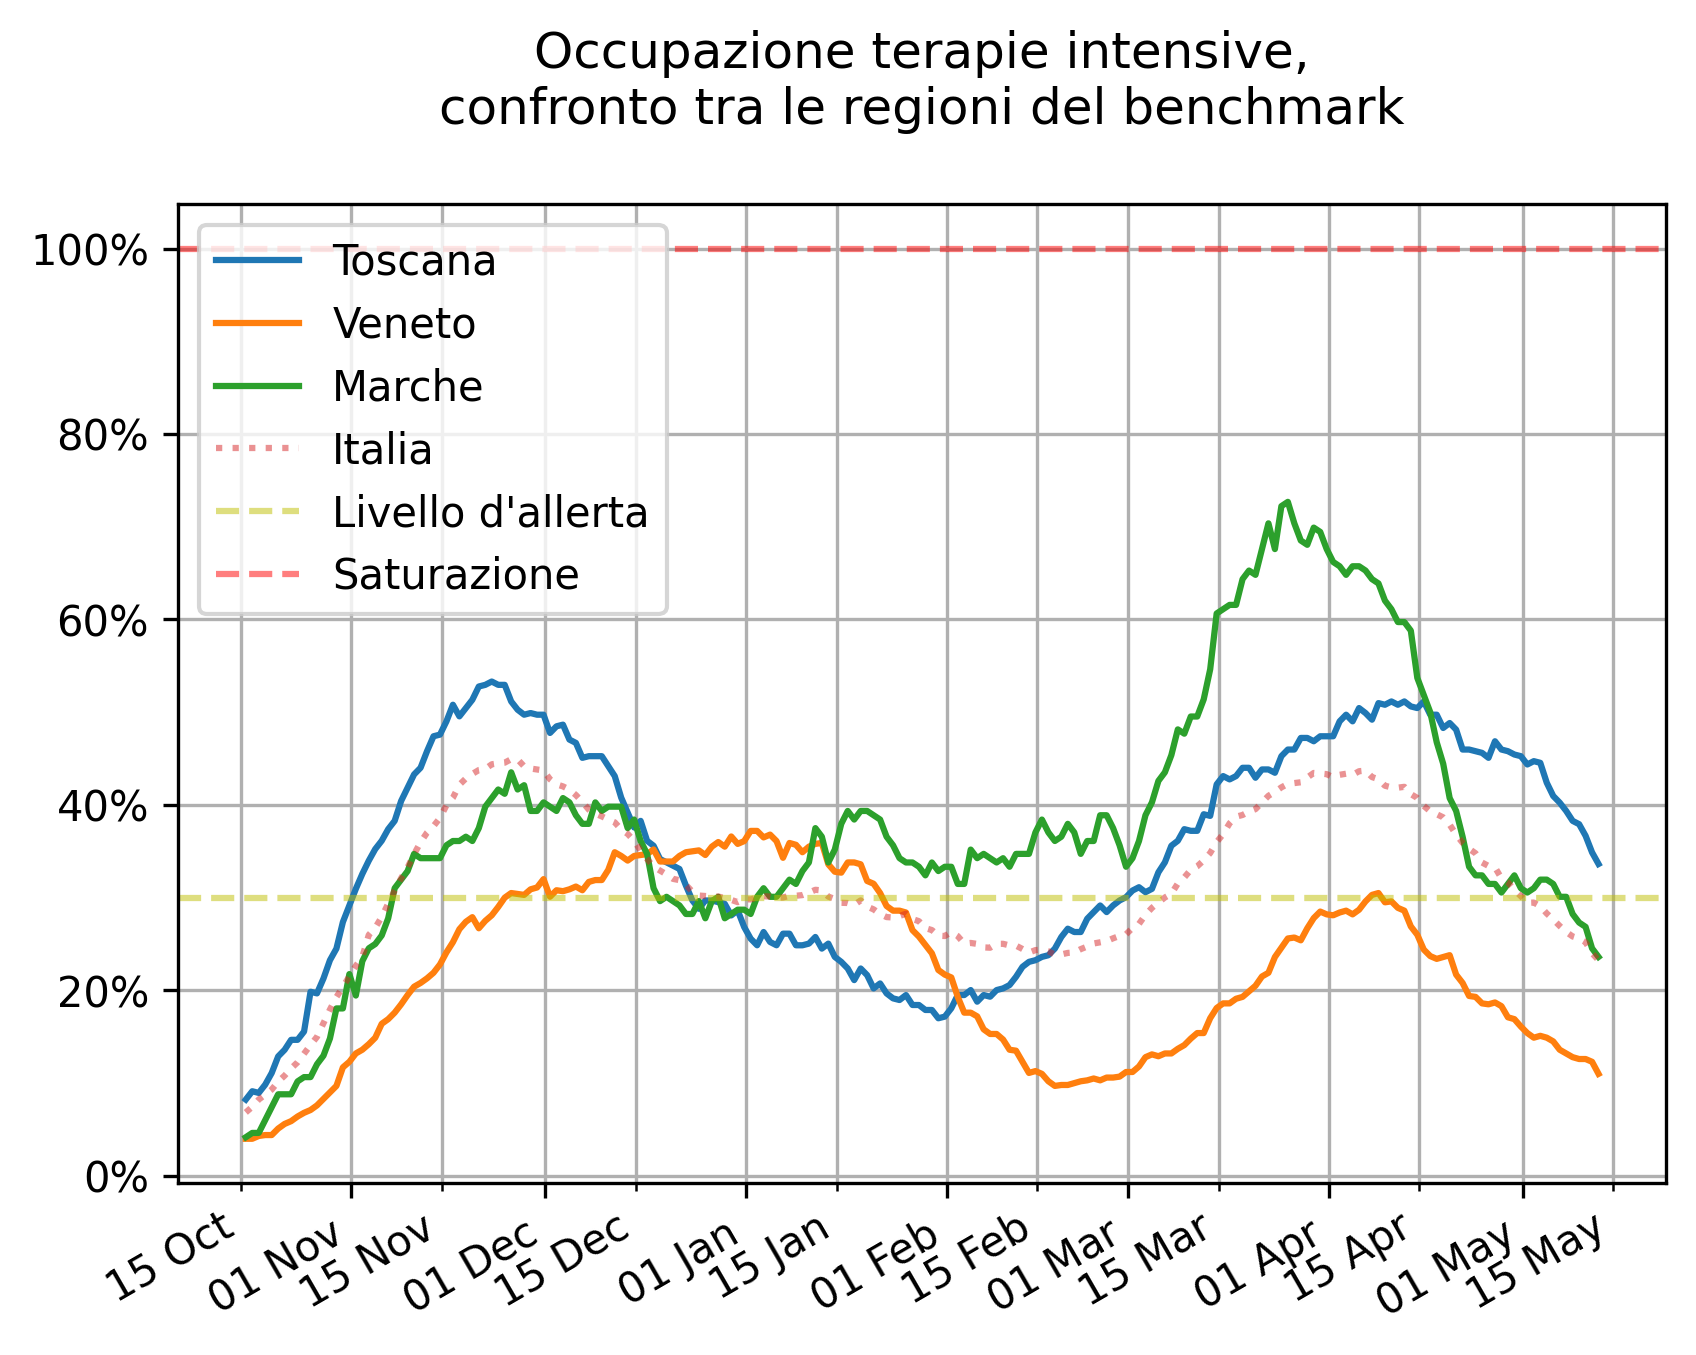 Occupazione terapie intensive,
confronto tra le regioni del benchmark
100%
80%
60%
40%
20%
0%
Toscana
Veneto
Marche
Italia
Livello d'allerta
Saturazione
15 Oct
01 Nov
15 Nov
01 Dec
15 Dec
01 Jan
15 Jan
01 Feb
15 Feb
01 Mar
15 Mar
01 Apr
15 Apr
01 May
15 May